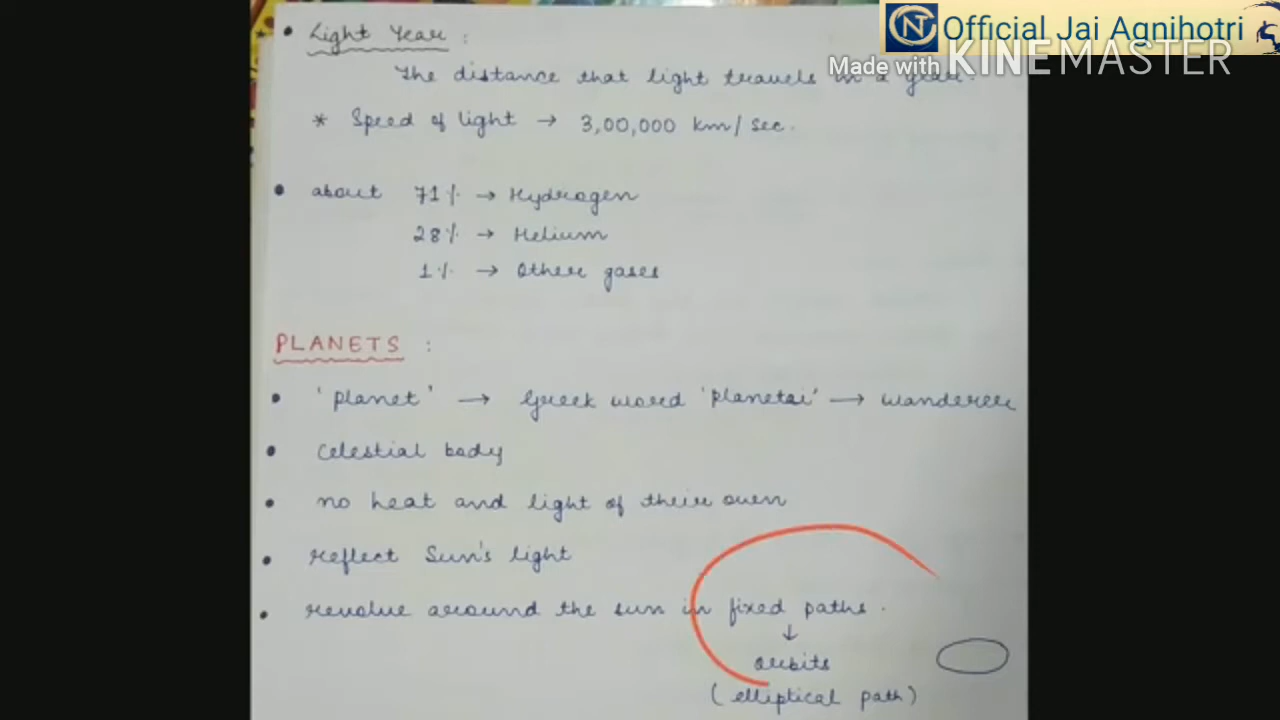 Official Jai Agnihotri
Made with KINEMASTER
• Light Year :
The distance that light travels in a year.
* Speed of light → 3,00,000 km/sec.
• about 71% → Hydrogen
28% → Helium
1% → Other gases
PLANETS :
• 'planet' → Greek word 'planetai' → wanderer
• Celestial body
• no heat and light of their own
• reflect Sun's light
• revolve around the sun in fixed paths.
↓
orbits
(elliptical path)